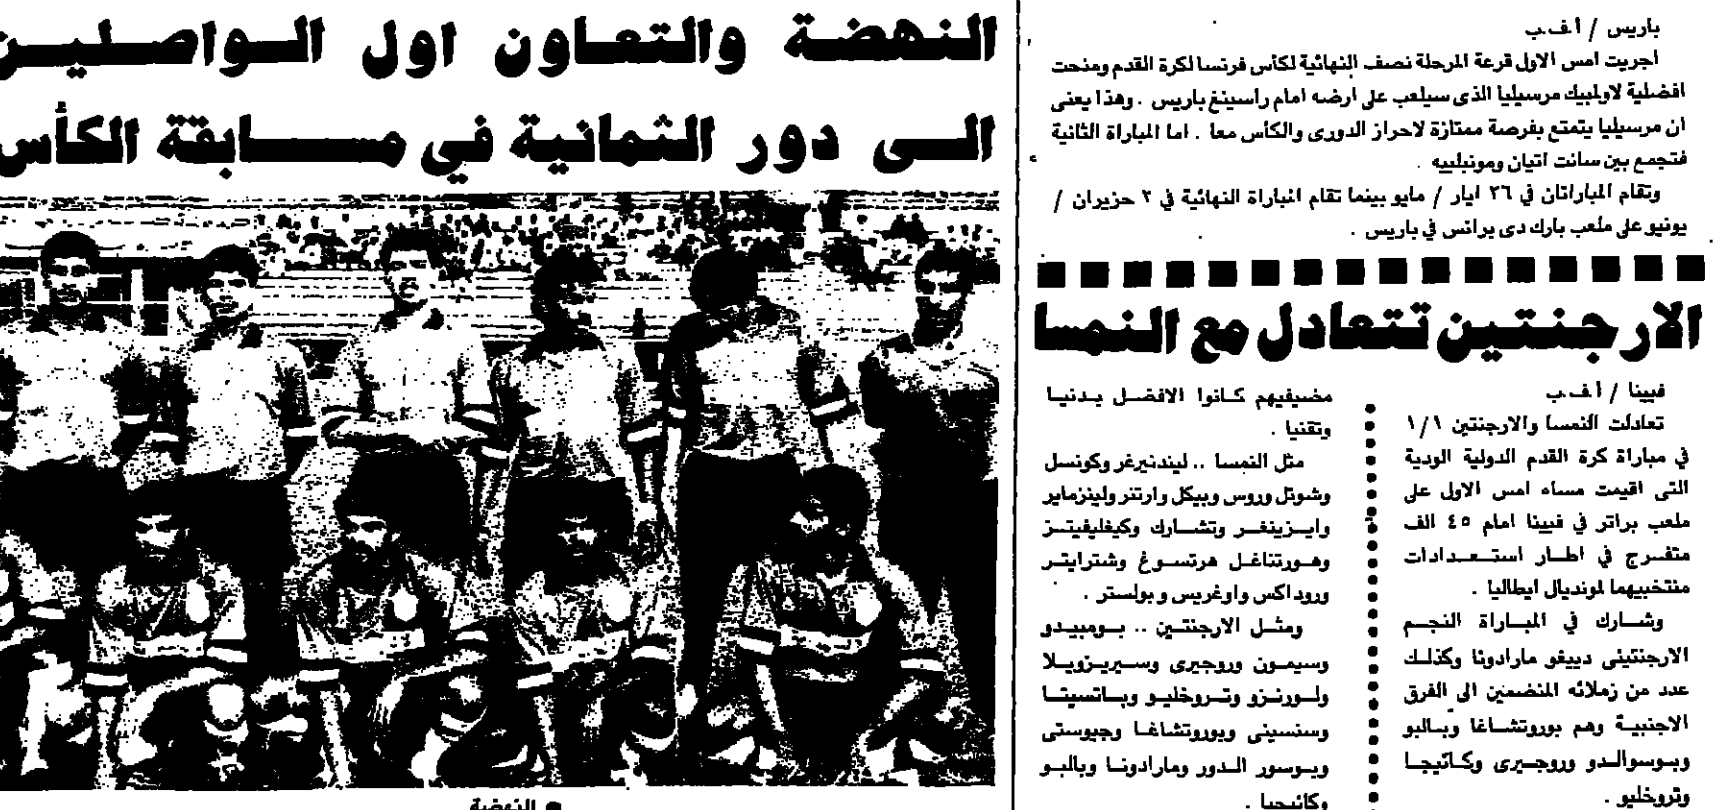 باريس / أ.ف.ب
اجريت امس الاول قرعة المرحلة نصف النهائية لكأس فرنسا لكرة القدم ومنحت
افضلية لاولمبيك مرسيليا الذى سيلعب على ارضه امام راسينغ باريس . وهذا يعنى
ان مرسيليا يتمتع بفرصة ممتازة لاحراز الدورى والكأس معا . اما المباراة الثانية
فتجمع بين سانت اتيان ومونبلييه .
وتقام المباراتان في ٢٦ ايار / مايو بينما تقام المباراة النهائية في ٢ حزيران /
يونيو على ملعب بارك دى برانس في باريس .
الارجنتين تتعادل مع النمسا
فيينا / أ.ف.ب
تعادلت النمسا والارجنتين ١/١
في مباراة كرة القدم الدولية الودية
التى اقيمت مساء امس الاول على
ملعب براتر في فيينا امام ٤٥ الف
متفرج في اطار استعدادات
منتخبيهما لمونديال ايطاليا .
وشارك في المباراة النجم
الارجنتينى دييغو مارادونا وكذلك
عدد من زملائه المنضمين الى الفرق
الاجنبية وهم بوروتشاغا وبالبو
وبوسوالدو وروجيرى وكانيجا
وتروخليو .
مضيفيهم كانوا الافضل بدنيا
وتقنيا .
مثل النمسا .. ليندنبرغر وكونسل
وشوتل وروس وبيكل وارتنر ولينزماير
وايزينغر وتشارك وكيغليفيتز
وهورتناغل هرتسوغ وشترايتر
ورود اكس واوغريس و بولستر .
ومثل الارجنتين .. بومبيدو
وسيمون وروجيرى وسيريزويلا
ولورنزو وتروخليو وباتسيتا
وسنسينى وبوروتشاغا وجيوستى
وبوسور الدور ومارادونا وبالبو
وكانيجيا .
النهضة والتعاون اول الواصلين
الى دور الثمانية في مسابقة الكأس
● النهضة